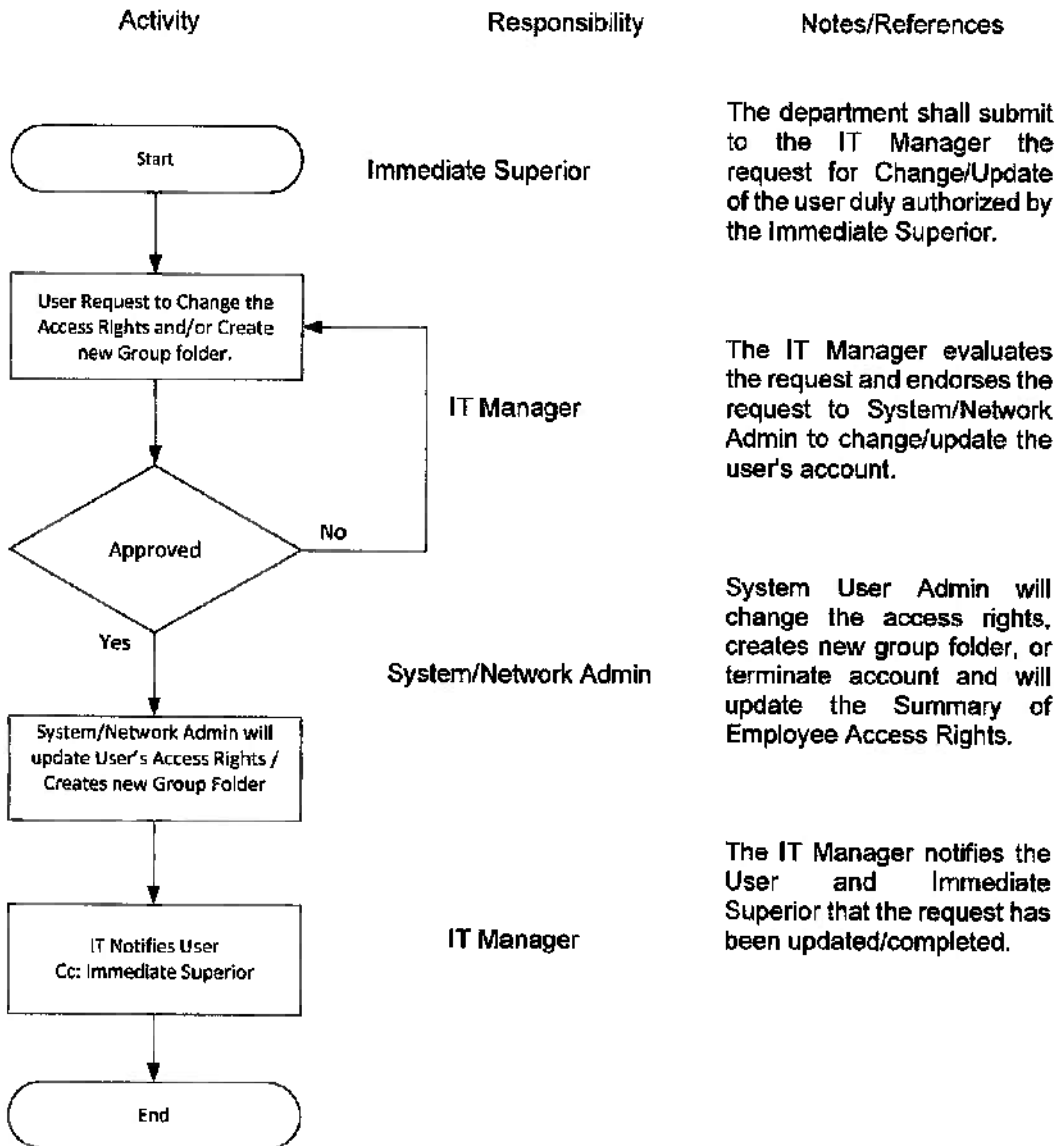 Activity
Responsibility
Notes/References
Start
Immediate Superior
The department shall submit
to the IT Manager the
request for Change/Update
of the user duly authorized by
the Immediate Superior.
User Request to Change the
Access Rights and/or Create
new Group folder.
IT Manager
The IT Manager evaluates
the request and endorses the
request to System/Network
Admin to change/update the
user's account.
Approved
No
Yes
System/Network Admin
System User Admin will
change the access rights,
creates new group folder, or
terminate account and will
update the Summary of
Employee Access Rights.
System/Network Admin will
update User's Access Rights /
Creates new Group Folder
IT Notifies User
Cc: Immediate Superior
IT Manager
The IT Manager notifies the
User and Immediate
Superior that the request has
been updated/completed.
End